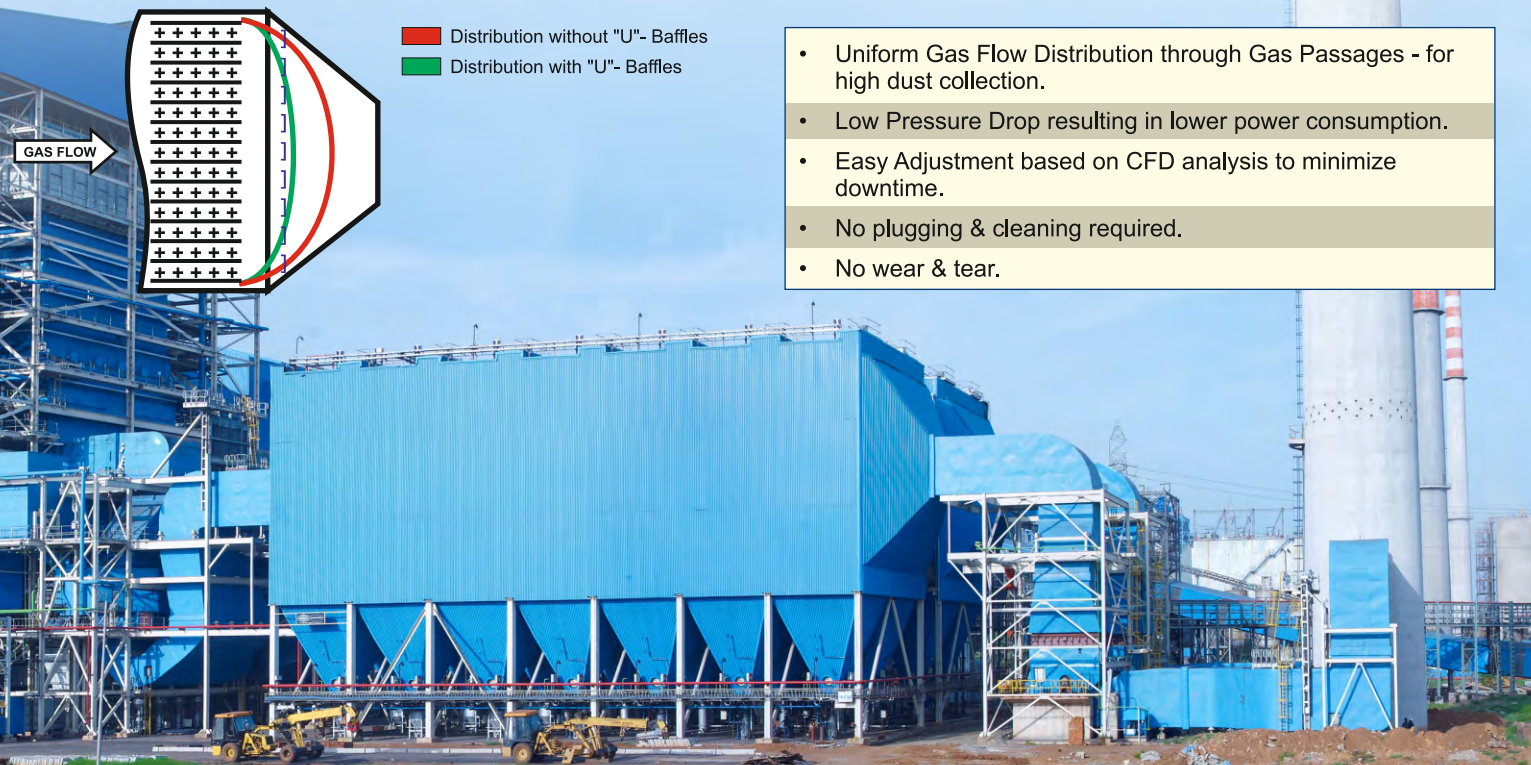 Distribution without "U"- Baffles
Distribution with "U"- Baffles
GAS FLOW
• Uniform Gas Flow Distribution through Gas Passages - for
high dust collection.
• Low Pressure Drop resulting in lower power consumption.
• Easy Adjustment based on CFD analysis to minimize
downtime.
• No plugging & cleaning required.
• No wear & tear.